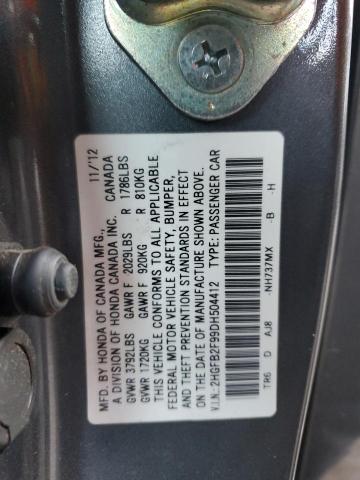 MFD. BY HONDA OF CANADA MFG., 11/'12
A DIVISION OF HONDA CANADA INC. CANADA
GVWR 3792LBS GAWR F 2029LBS R 1786LBS
GVWR 1720KG GAWR F 920KG R 810KG
THIS VEHICLE CONFORMS TO ALL APPLICABLE
FEDERAL MOTOR VEHICLE SAFETY, BUMPER,
AND THEFT PREVENTION STANDARDS IN EFFECT
ON THE DATE OF MANUFACTURE SHOWN ABOVE.
V.I.N.: 2HGFB2F99DH504412 TYPE: PASSENGER CAR
TR6 D AJ8 -NH737MX -B -H